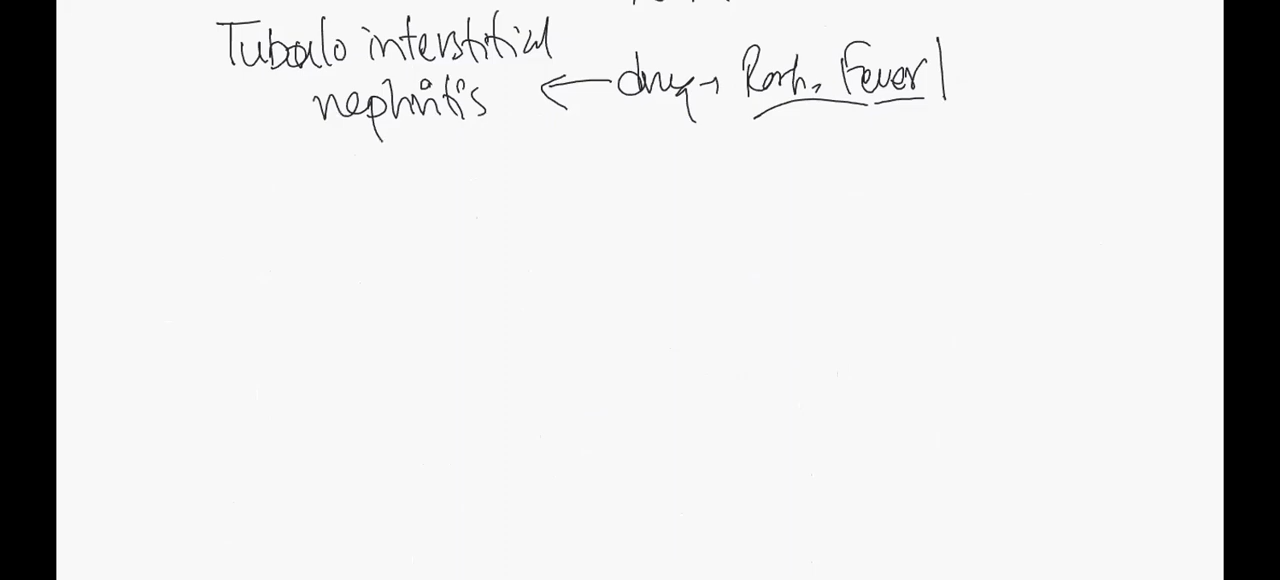 Tubulo interstitial
nephritis ← drug → Rash, Fever